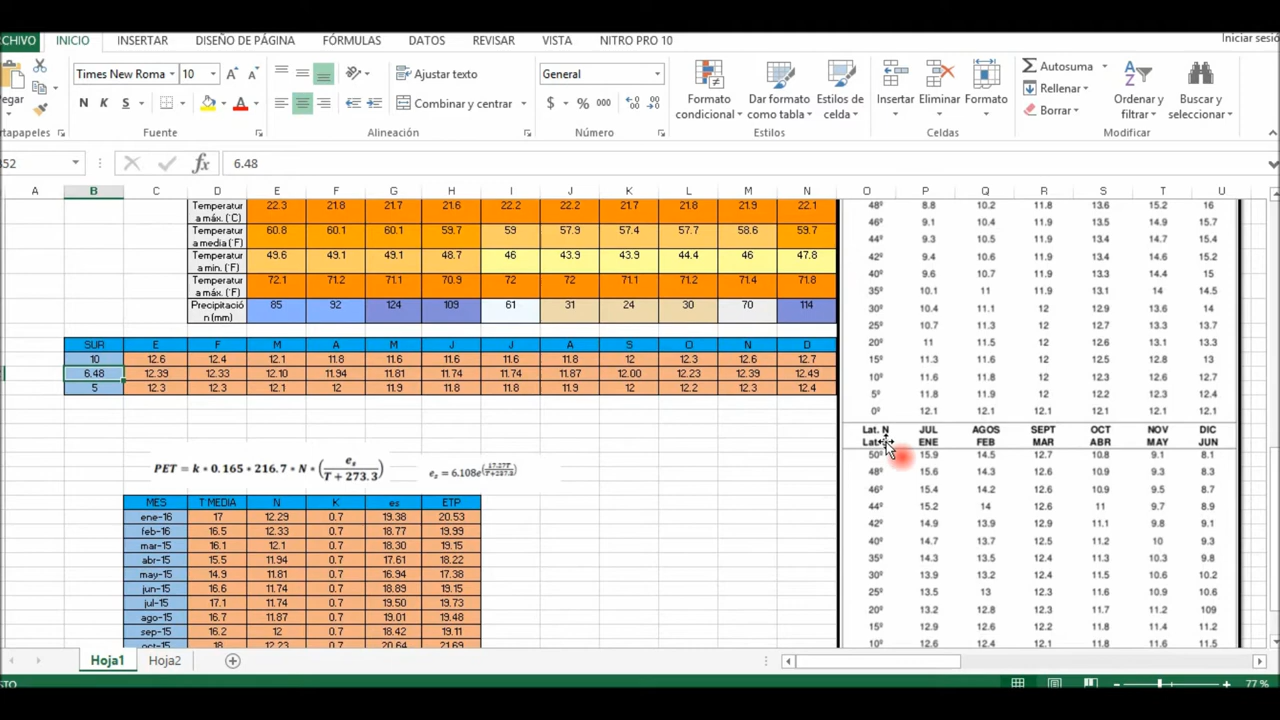 RCHIVO INICIO INSERTAR DISEÑO DE PÁGINA FÓRMULAS DATOS REVISAR VISTA NITRO PRO 10 Iniciar sesió
Times New Roma 10 Ajustar texto General Σ Autosuma
egar N K S Combinar y centrar $ % 000 Formato condicional Dar formato como tabla Estilos de celda Insertar Eliminar Formato Rellenar Borrar Ordenar y filtrar Buscar y seleccionar
rtapapeles Fuente Alineación Número Estilos Celdas Modificar
B52 fx 6.48
A B C D E F G H I J K L M N O P Q R S T U
Temperatura máx. (°C) 22.3 21.8 21.7 21.6 22.2 22.2 21.7 21.8 21.9 22.1
Temperatura media (°F) 60.8 60.1 60.1 59.7 59 57.9 57.4 57.7 58.6 59.7
Temperatura min. (°F) 49.6 49.1 49.1 48.7 46 43.9 43.9 44.4 46 47.8
Temperatura máx. (°F) 72.1 71.2 71.1 70.9 72 72 71.1 71.2 71.4 71.8
Precipitación (mm) 85 92 124 109 61 31 24 30 70 114
SUR E F M A M J J A S O N D
10 12.6 12.4 12.1 11.8 11.6 11.6 11.6 11.8 12 12.6 12.6 12.7
6.48 12.39 12.33 12.10 11.94 11.81 11.74 11.74 11.87 12.00 12.23 12.39 12.49
5 12.3 12.3 12.1 12 11.9 11.8 11.8 11.9 12 12.2 12.3 12.4
PET = k * 0.165 * 216.7 * N * (es / T + 273.3)
es = 6.108e(17.27T / T+237.3)
MES T MEDIA N K es ETP
ene-16 17 12.29 0.7 19.38 20.53
feb-16 16.5 12.33 0.7 18.77 19.99
mar-15 16.1 12.1 0.7 18.30 19.15
abr-15 15.5 11.94 0.7 17.61 18.22
may-15 14.9 11.81 0.7 16.94 17.38
jun-15 16.6 11.74 0.7 18.89 19.15
jul-15 17.1 11.74 0.7 19.50 19.73
ago-15 16.7 11.87 0.7 19.01 19.48
sep-15 16.2 12 0.7 18.42 19.11
oct-15 18 12.23 0.7 20.64 21.69
48º 8.8 10.2 11.8 13.6 15.2 16
46º 9.1 10.4 11.9 13.5 14.9 15.7
44º 9.3 10.5 11.9 13.4 14.7 15.4
42º 9.4 10.6 11.9 13.4 14.6 15.2
40º 9.6 10.7 11.9 13.3 14.4 15
35º 10.1 11 11.9 13.1 14 14.5
30º 10.4 11.1 12 12.9 13.6 14
25º 10.7 11.3 12 12.7 13.3 13.7
20º 11 11.5 12 12.6 13.1 13.3
15º 11.3 11.6 12 12.5 12.8 13
10º 11.6 11.8 12 12.3 12.6 12.7
5º 11.8 11.9 12 12.2 12.3 12.4
0º 12.1 12.1 12.1 12.1 12.1 12.1
Lat. N JUL AGOS SEPT OCT NOV DIC
Lat. ENE FEB MAR ABR MAY JUN
50º 15.9 14.5 12.7 10.8 9.1 8.1
48º 15.6 14.3 12.6 10.9 9.3 8.3
46º 15.4 14.2 12.6 10.9 9.5 8.7
44º 15.2 14 12.6 11 9.7 8.9
42º 14.9 13.9 12.9 11.1 9.8 9.1
40º 14.7 13.7 12.5 11.2 10 9.3
35º 14.3 13.5 12.4 11.3 10.3 9.8
30º 13.9 13.2 12.4 11.5 10.6 10.2
25º 13.5 13 12.3 11.6 10.9 10.6
20º 13.2 12.8 12.3 11.7 11.2 109
15º 12.9 12.6 12.2 11.8 11.4 11.2
10º 12.6 12.4 12.1 11.8 11.6 11.5
Hoja1 Hoja2
STO 77 %